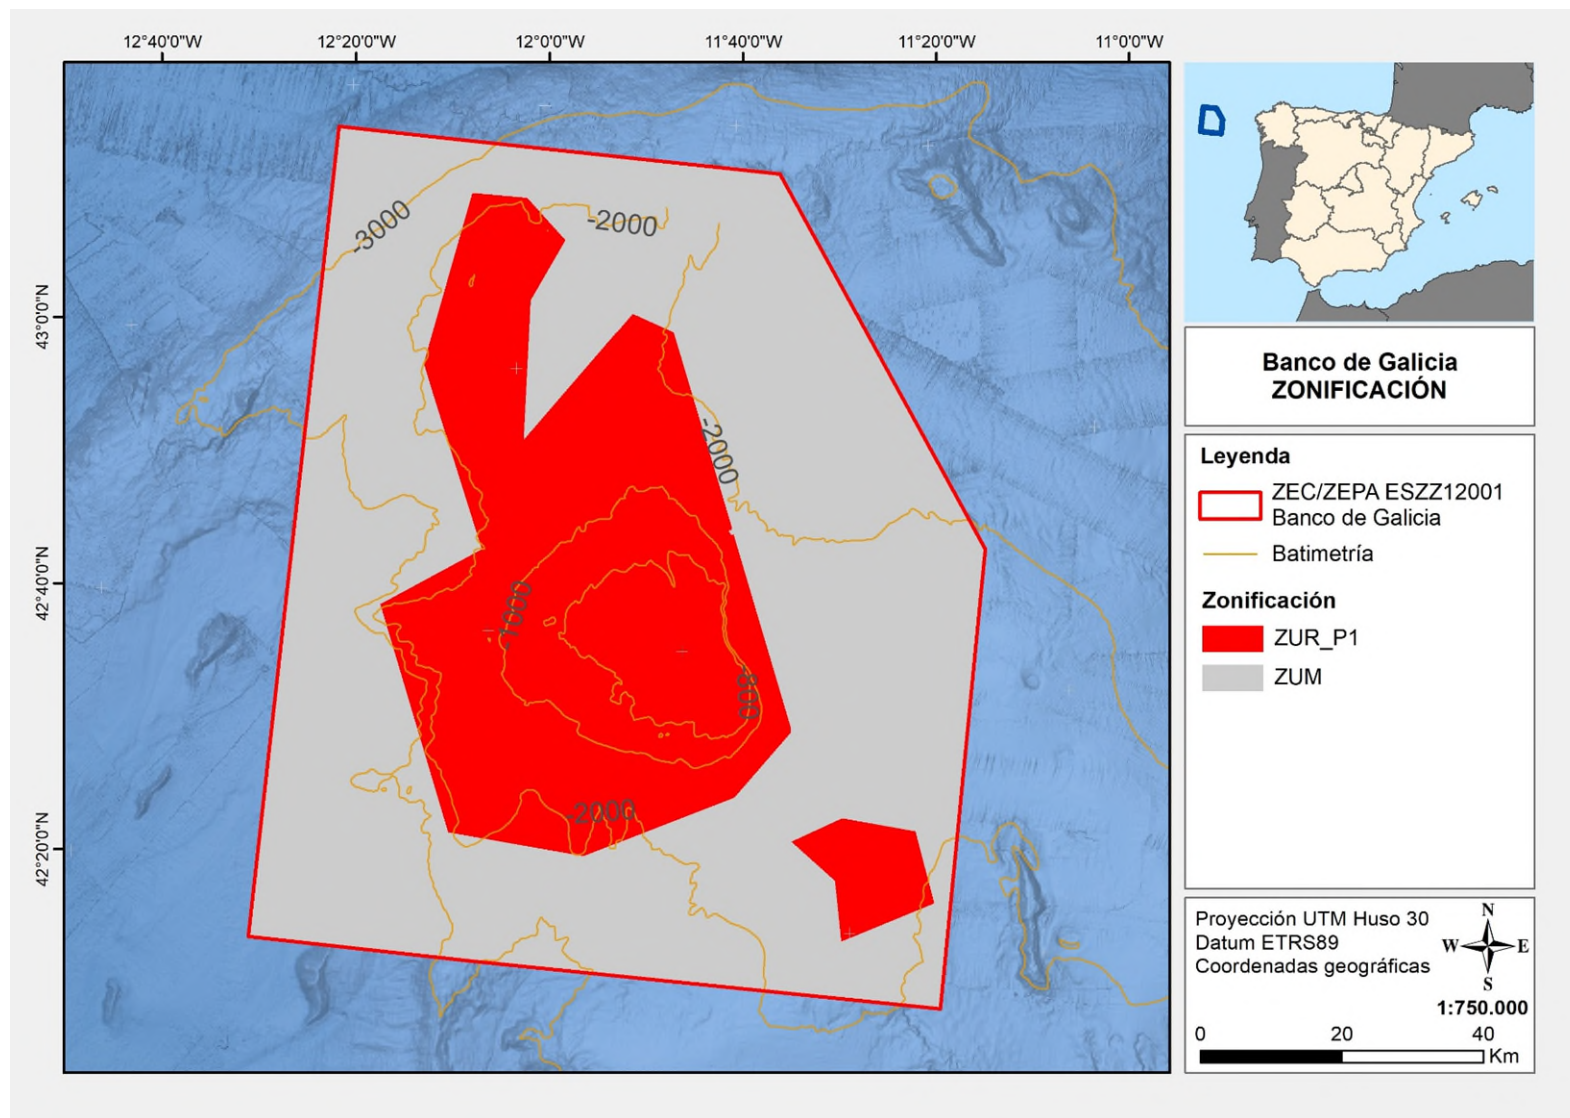 12°40'0"W 12°20'0"W 12°0'0"W 11°40'0"W 11°20'0"W 11°0'0"W
43°0'0"N
42°40'0"N
42°20'0"N
-3000
-2000
-2000
-1000
-800
-2000
Banco de Galicia
ZONIFICACIÓN
Leyenda
ZEC/ZEPA ESZZ12001
Banco de Galicia
Batimetría
Zonificación
ZUR_P1
ZUM
Proyección UTM Huso 30
Datum ETRS89
Coordenadas geográficas
N
W E
S
1:750.000
0 20 40
Km